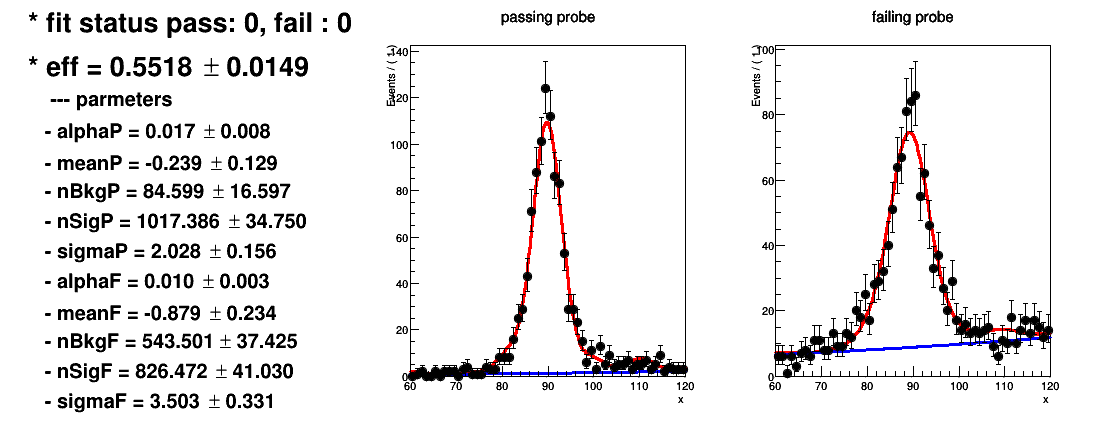 * fit status pass: 0, fail : 0
* eff = 0.5518 ± 0.0149
--- parmeters
- alphaP = 0.017 ± 0.008
- meanP = -0.239 ± 0.129
- nBkgP = 84.599 ± 16.597
- nSigP = 1017.386 ± 34.750
- sigmaP = 2.028 ± 0.156
- alphaF = 0.010 ± 0.003
- meanF = -0.879 ± 0.234
- nBkgF = 543.501 ± 37.425
- nSigF = 826.472 ± 41.030
- sigmaF = 3.503 ± 0.331
passing probe
Events / ( 1 )
140
120
100
80
60
40
20
0
60 70 80 90 100 110 120
x
failing probe
Events / ( 1 )
100
80
60
40
20
0
60 70 80 90 100 110 120
x